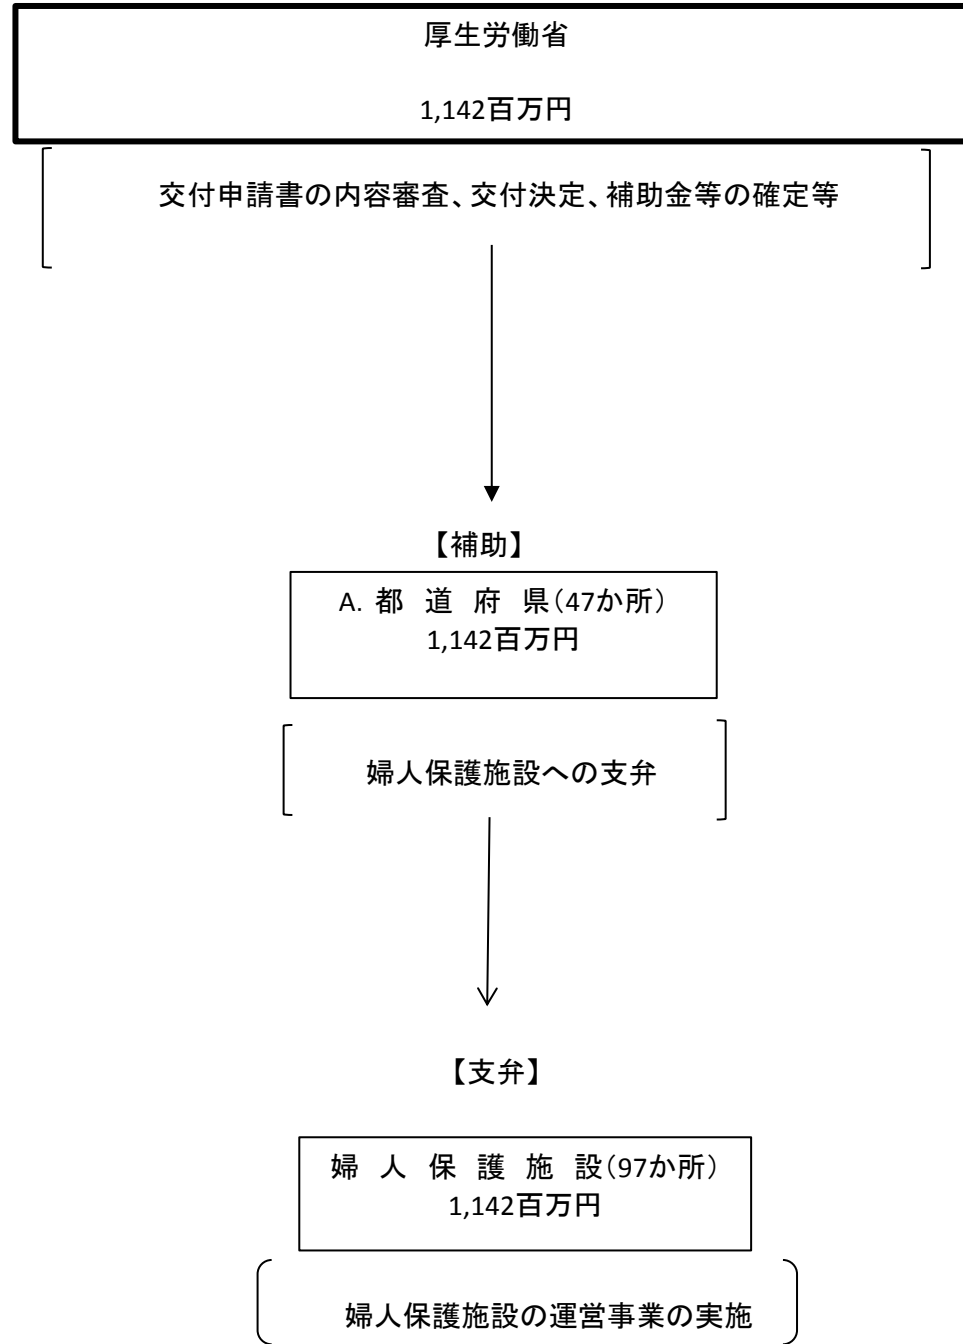 厚生労働省
1,142百万円
交付申請書の内容審査、交付決定、補助金等の確定等
【補助】
A. 都 道 府 県（47か所）
1,142百万円
婦人保護施設への支弁
【支弁】
婦 人 保 護 施 設（97か所）
1,142百万円
婦人保護施設の運営事業の実施